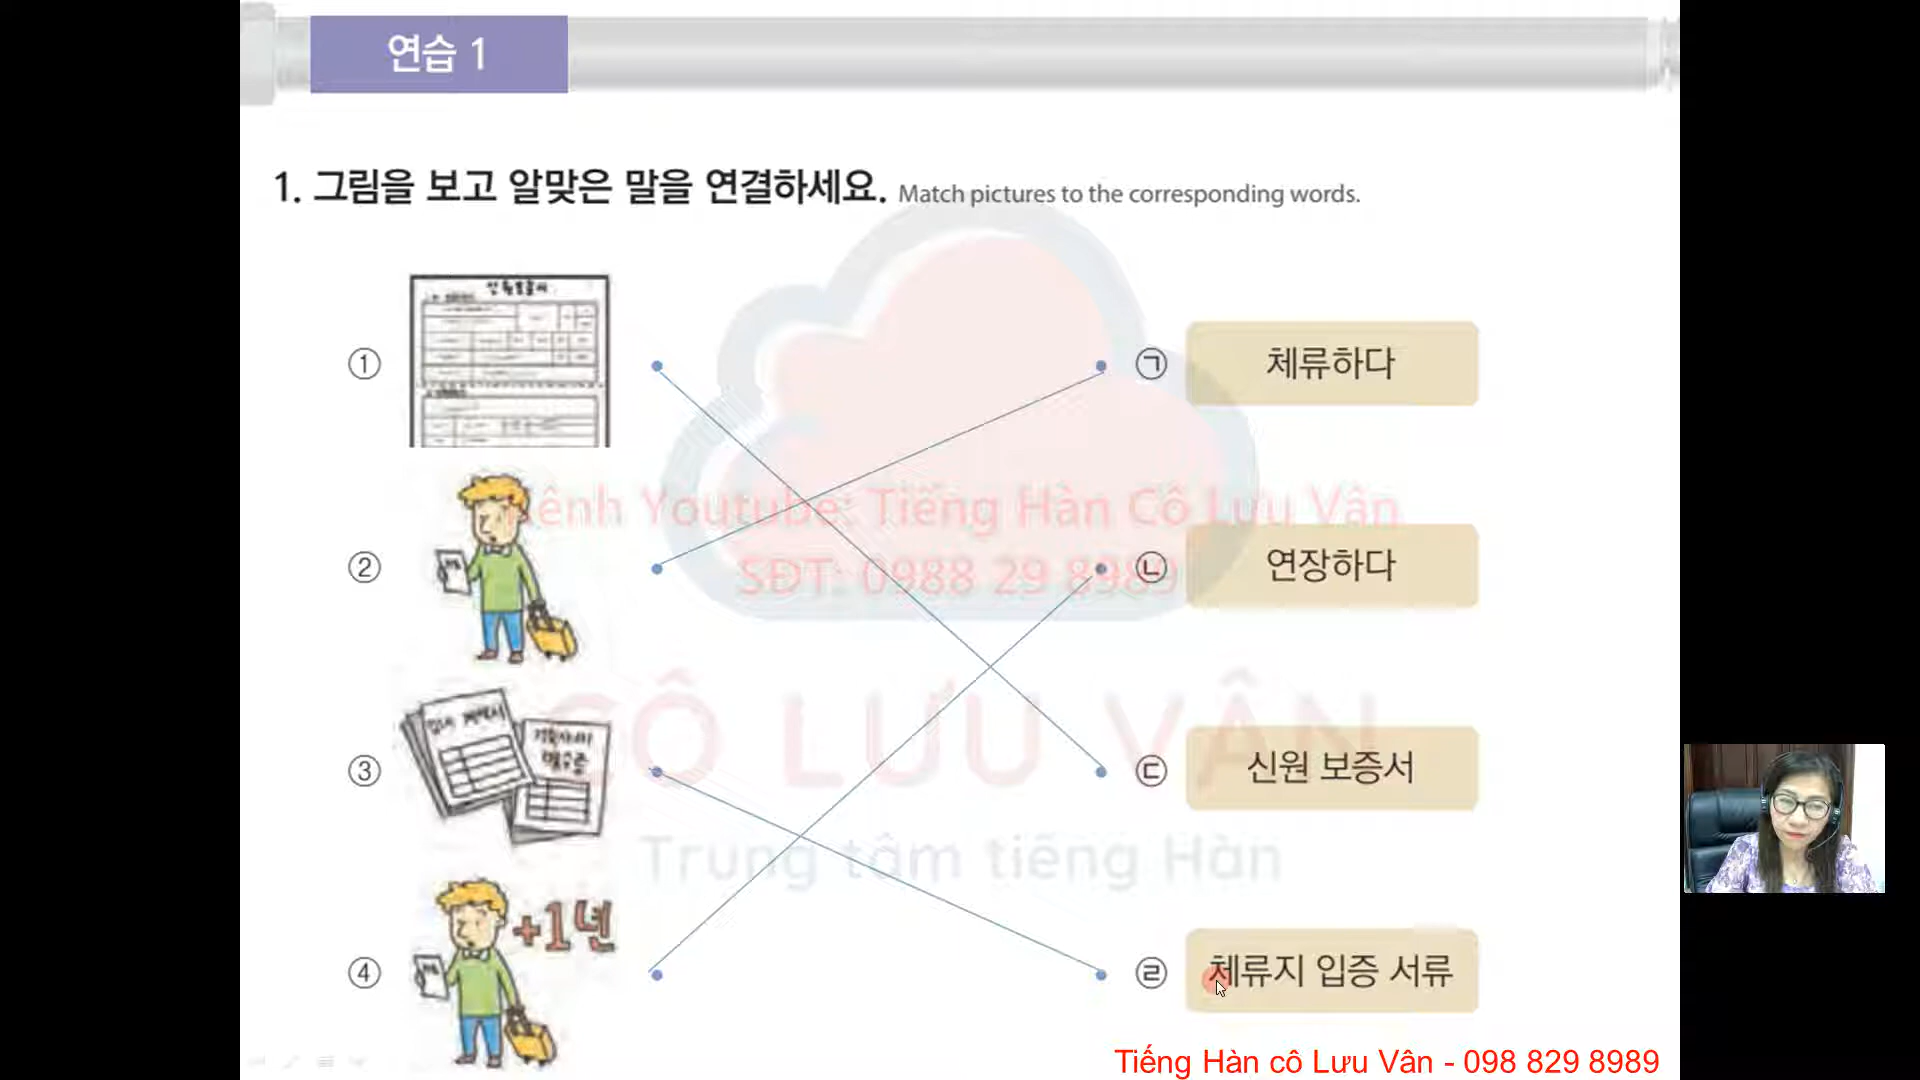 연습 1
1. 그림을 보고 알맞은 말을 연결하세요. Match pictures to the corresponding words.
① ㉠ 체류하다
Kênh Youtube: Tiếng Hàn Cô Lưu Vân
② ㉡ 연장하다
SĐT: 0988 29 8989
CÔ LƯU VÂN
③ ㉢ 신원 보증서
Trung tâm tiếng Hàn
+1년
④ ㉣ 체류지 입증 서류
Tiếng Hàn cô Lưu Vân - 098 829 8989